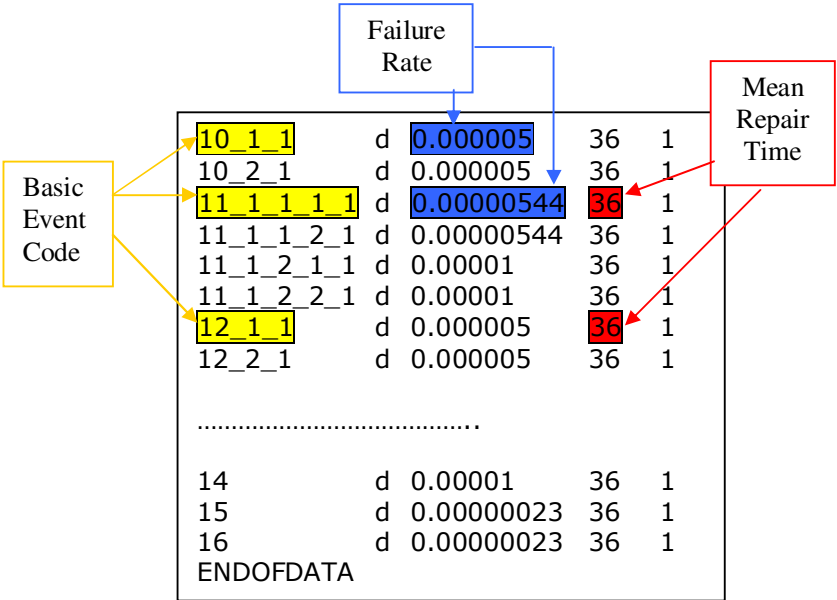 Failure
Rate
Mean
Repair
Time
Basic
Event
Code
10_1_1 d 0.000005 36 1
10_2_1 d 0.000005 36 1
11_1_1_1_1 d 0.00000544 36 1
11_1_1_2_1 d 0.00000544 36 1
11_1_2_1_1 d 0.00001 36 1
11_1_2_2_1 d 0.00001 36 1
12_1_1 d 0.000005 36 1
12_2_1 d 0.000005 36 1
…………………………………..
14 d 0.00001 36 1
15 d 0.00000023 36 1
16 d 0.00000023 36 1
ENDOFDATA